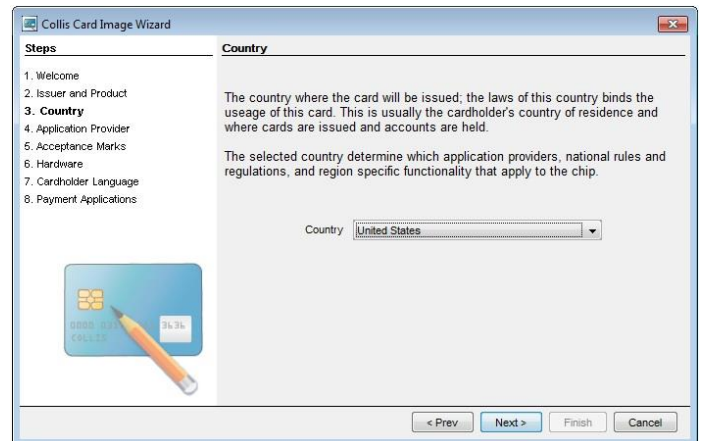 Collis Card Image Wizard
Steps
1. Welcome
2. Issuer and Product
3. Country
4. Application Provider
5. Acceptance Marks
6. Hardware
7. Cardholder Language
8. Payment Applications
3636
COLLIS
Country
The country where the card will be issued; the laws of this country binds the
useage of this card. This is usually the cardholder's country of residence and
where cards are issued and accounts are held.
The selected country determine which application providers, national rules and
regulations, and region specific functionality that apply to the chip.
Country United States
< Prev Next > Finish Cancel